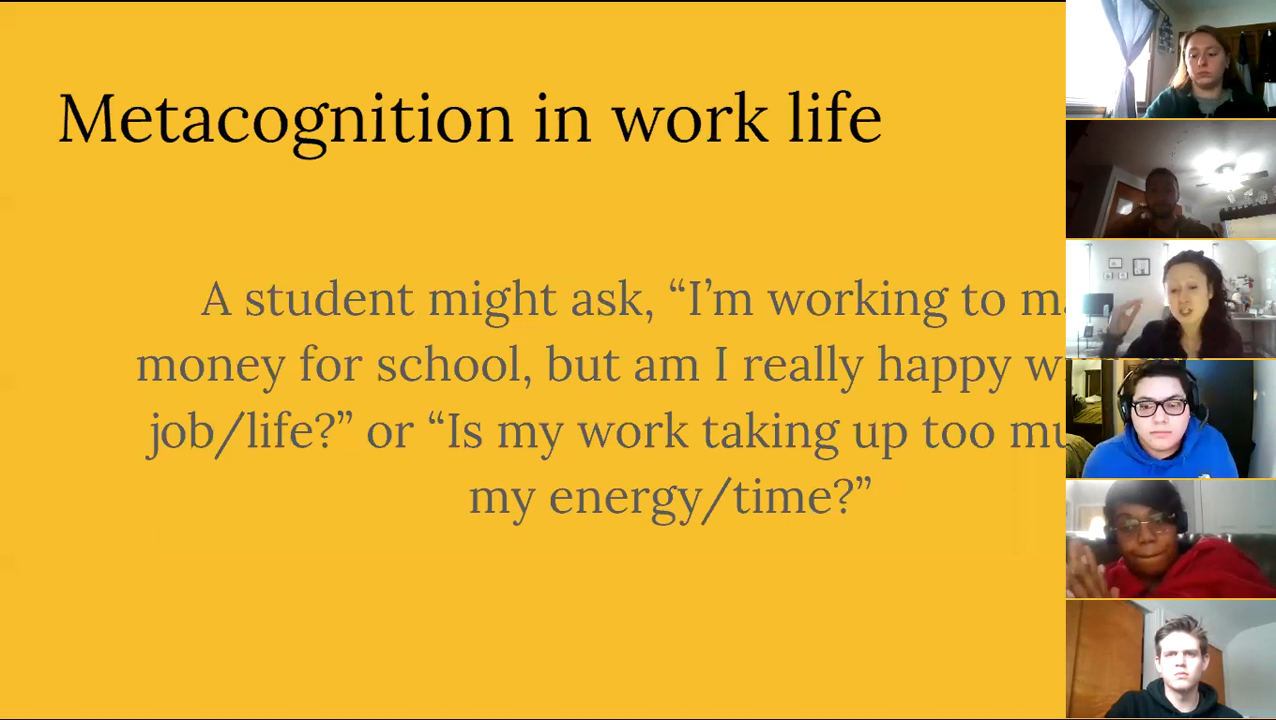 Metacognition in work life
A student might ask, “I’m working to
money for school, but am I really happy
job/life?” or “Is my work taking up too
my energy/time?”